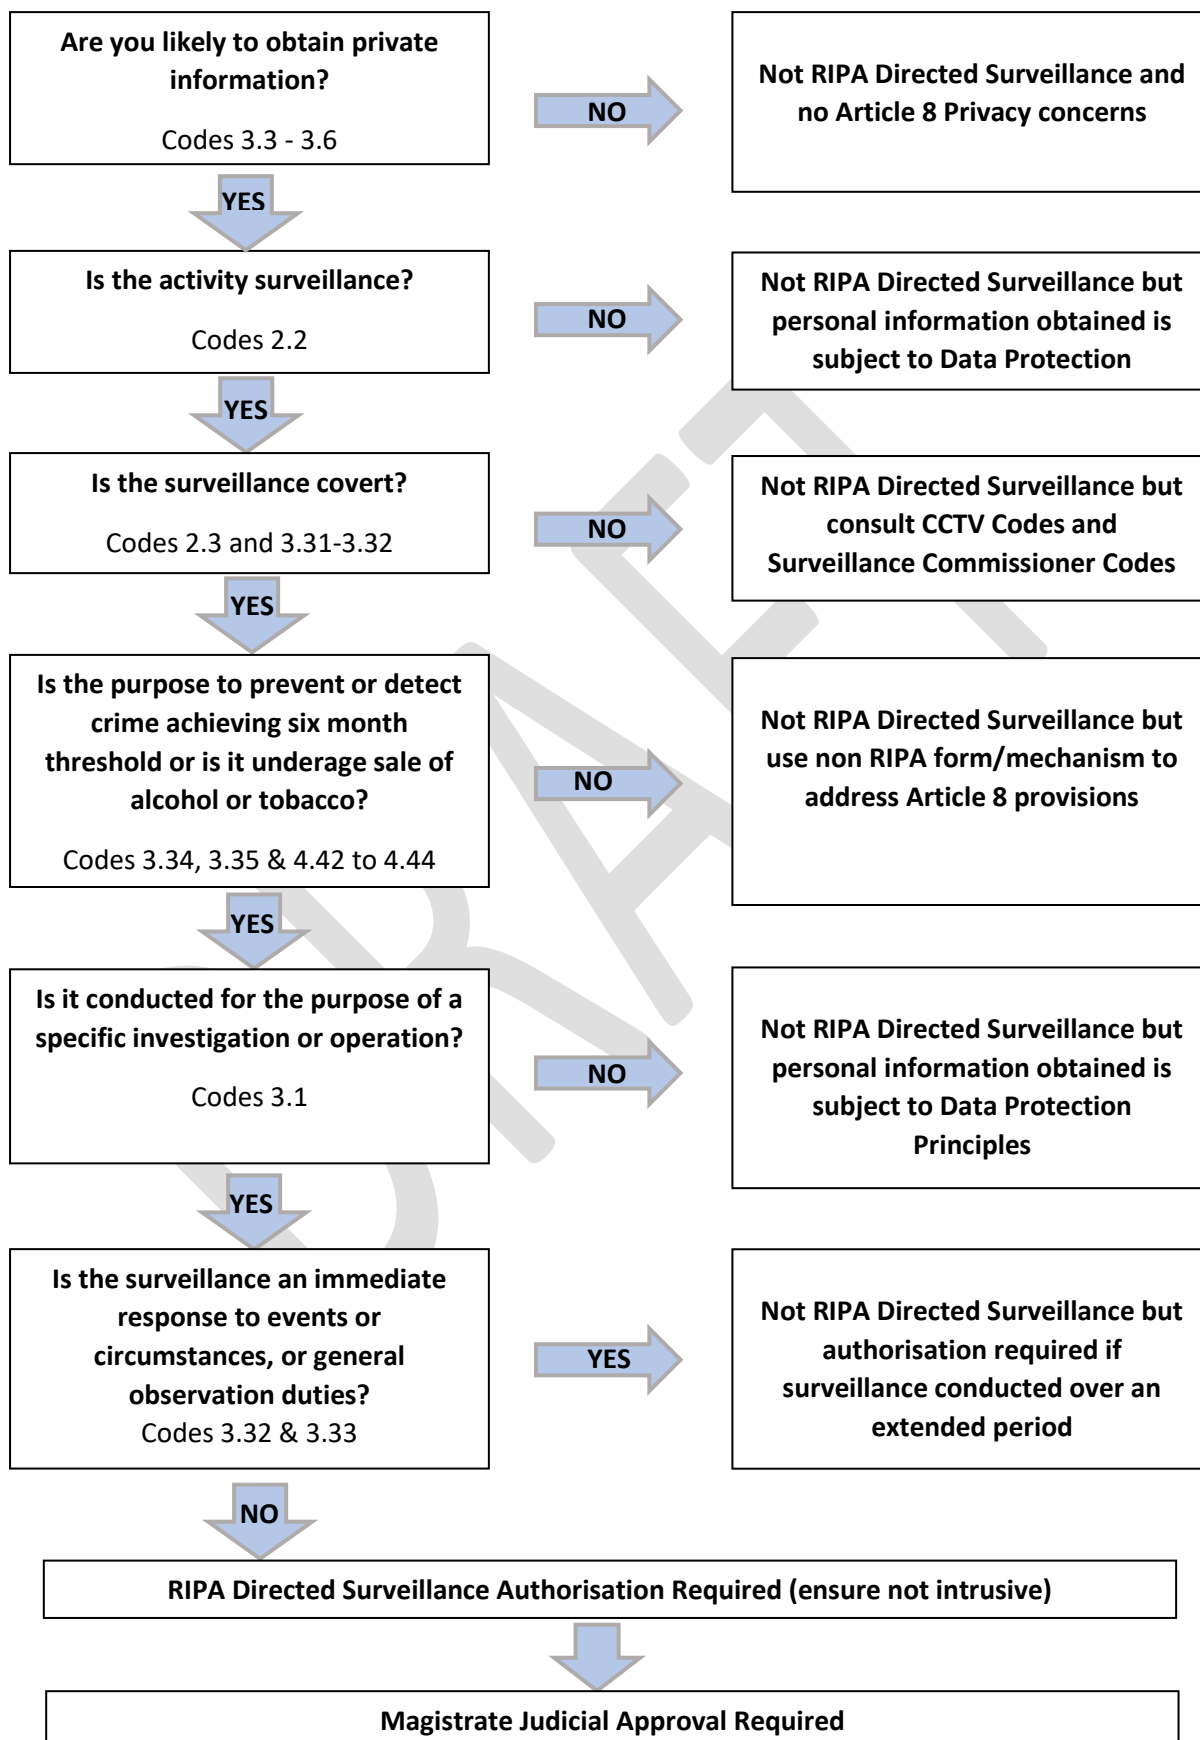 Are you likely to obtain private
information?
Codes 3.3 - 3.6
NO
Not RIPA Directed Surveillance and
no Article 8 Privacy concerns
YES
Is the activity surveillance?
Codes 2.2
NO
Not RIPA Directed Surveillance but
personal information obtained is
subject to Data Protection
YES
Is the surveillance covert?
Codes 2.3 and 3.31-3.32
NO
Not RIPA Directed Surveillance but
consult CCTV Codes and
Surveillance Commissioner Codes
YES
Is the purpose to prevent or detect
crime achieving six month
threshold or is it underage sale of
alcohol or tobacco?
Codes 3.34, 3.35 & 4.42 to 4.44
NO
Not RIPA Directed Surveillance but
use non RIPA form/mechanism to
address Article 8 provisions
YES
Is it conducted for the purpose of a
specific investigation or operation?
Codes 3.1
NO
Not RIPA Directed Surveillance but
personal information obtained is
subject to Data Protection
Principles
YES
Is the surveillance an immediate
response to events or
circumstances, or general
observation duties?
Codes 3.32 & 3.33
YES
Not RIPA Directed Surveillance but
authorisation required if
surveillance conducted over an
extended period
NO
RIPA Directed Surveillance Authorisation Required (ensure not intrusive)
Magistrate Judicial Approval Required
DRAFT